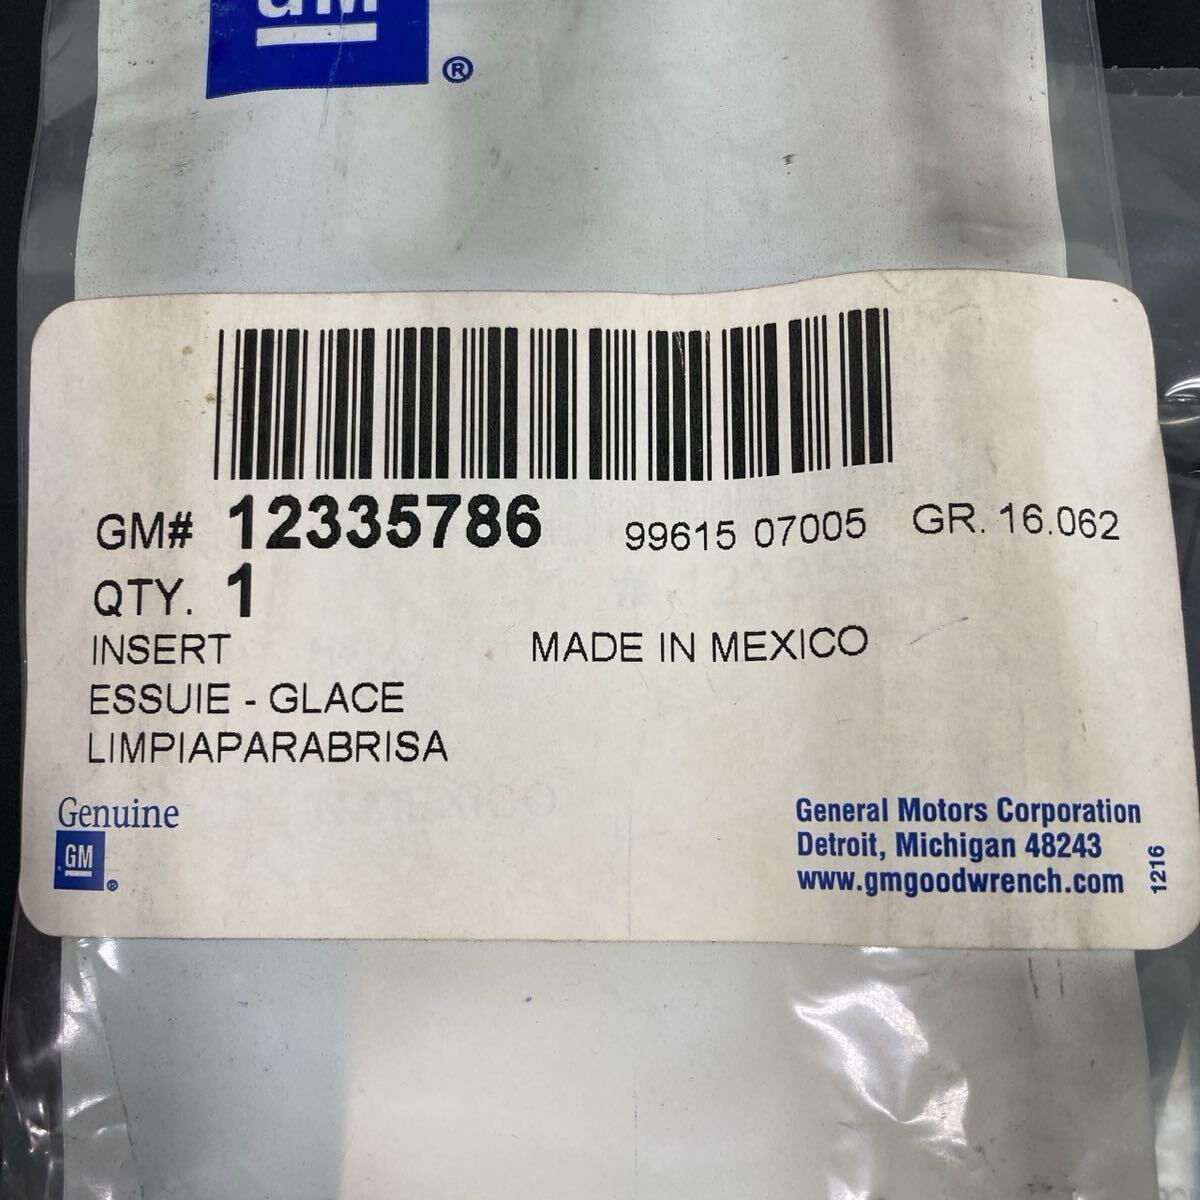 GM
®
GM# 12335786 99615 07005 GR. 16.062
QTY. 1
INSERT MADE IN MEXICO
ESSUIE - GLACE
LIMPIAPARABRISA
Genuine
GM ®
General Motors Corporation
Detroit, Michigan 48243
www.gmgoodwrench.com
1216